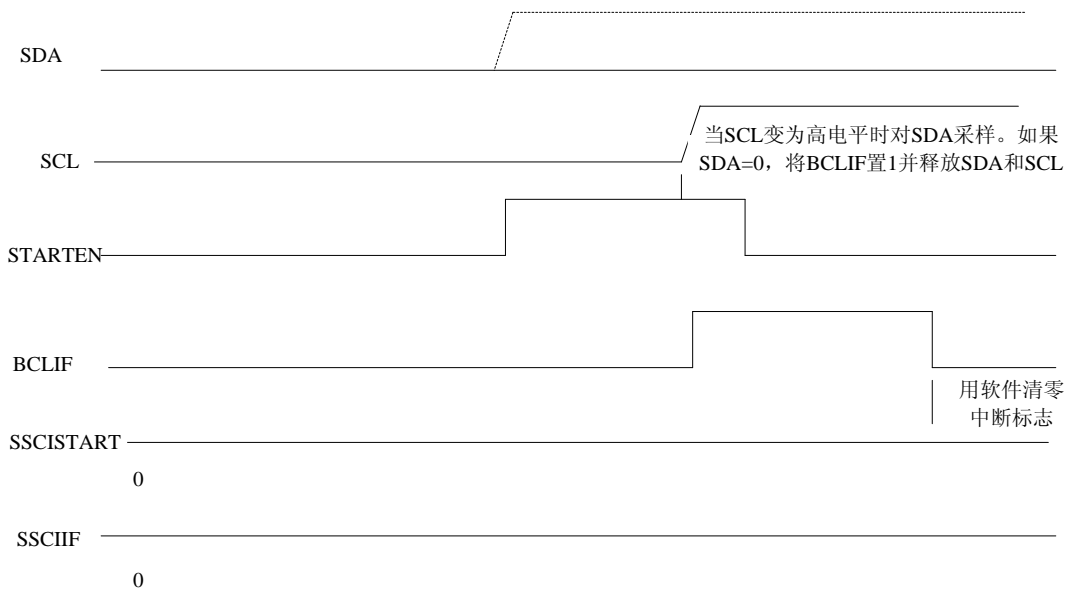 SDA
SCL
当SCL变为高电平时对SDA采样。如果
SDA=0，将BCLIF置1并释放SDA和SCL
STARTEN
BCLIF
用软件清零
中断标志
SSCISTART
0
SSCIIF
0